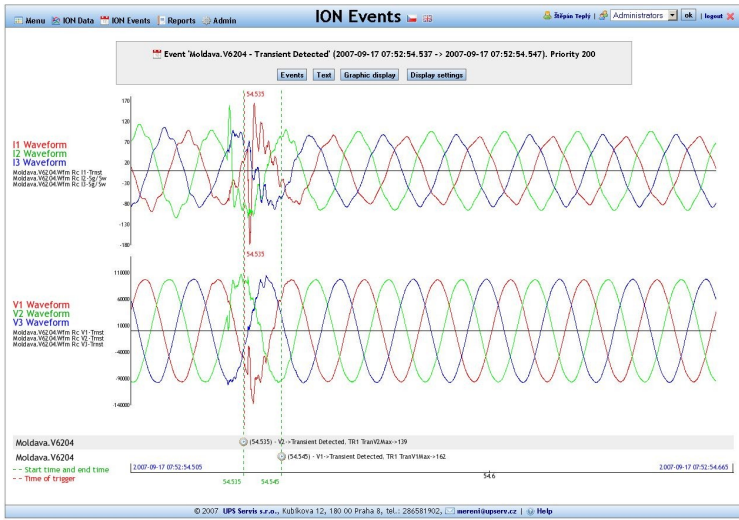 Menu ION Data ION Events Reports Admin
ION Events
Štěpán Teplý | Administrators ok | logout
Event 'Moldava.V6204 - Transient Detected' (2007-09-17 07:52:54.537 -> 2007-09-17 07:52:54.547). Priority 200
Events Text Graphic display Display settings
54.535
170
120
70
20
-30
-80
-130
-180
I1 Waveform
I2 Waveform
I3 Waveform
Moldava.V6204.Wfm Rc I1-Trnst
Moldava.V6204.Wfm Rc I2-Sg/Sw
Moldava.V6204.Wfm Rc I3-Sg/Sw
54.535
110000
60000
10000
-40000
-90000
-140000
V1 Waveform
V2 Waveform
V3 Waveform
Moldava.V6204.Wfm Rc V1-Trnst
Moldava.V6204.Wfm Rc V2-Trnst
Moldava.V6204.Wfm Rc V3-Trnst
Moldava.V6204
(54.535) - V2->Transient Detected, TR1 TranV2Max->139
Moldava.V6204
(54.545) - V1->Transient Detected, TR1 TranV1Max->162
-- Start time and end time
-- Time of trigger
2007-09-17 07:52:54.505
2007-09-17 07:52:54.665
54.535 54.545
54.6
© 2007 UPS Servis s.r.o., Kubíkova 12, 180 00 Praha 8, tel.: 286581902, mereni@upserv.cz | Help